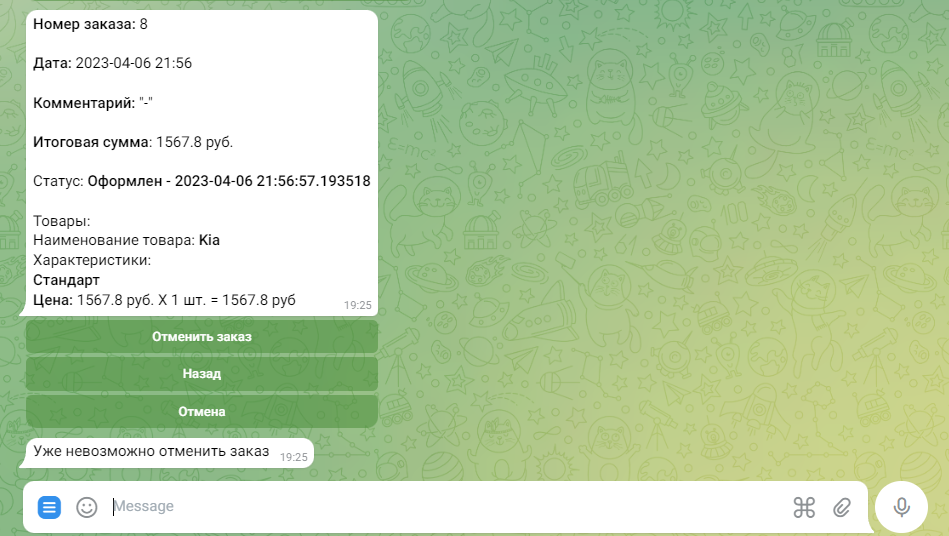 Номер заказа: 8
Дата: 2023-04-06 21:56
Комментарий: "-"
Итоговая сумма: 1567.8 руб.
Статус: Оформлен - 2023-04-06 21:56:57.193518
Товары:
Наименование товара: Kia
Характеристики:
Стандарт
Цена: 1567.8 руб. X 1 шт. = 1567.8 руб
19:25
Отменить заказ
Назад
Отмена
Уже невозможно отменить заказ 19:25
Message